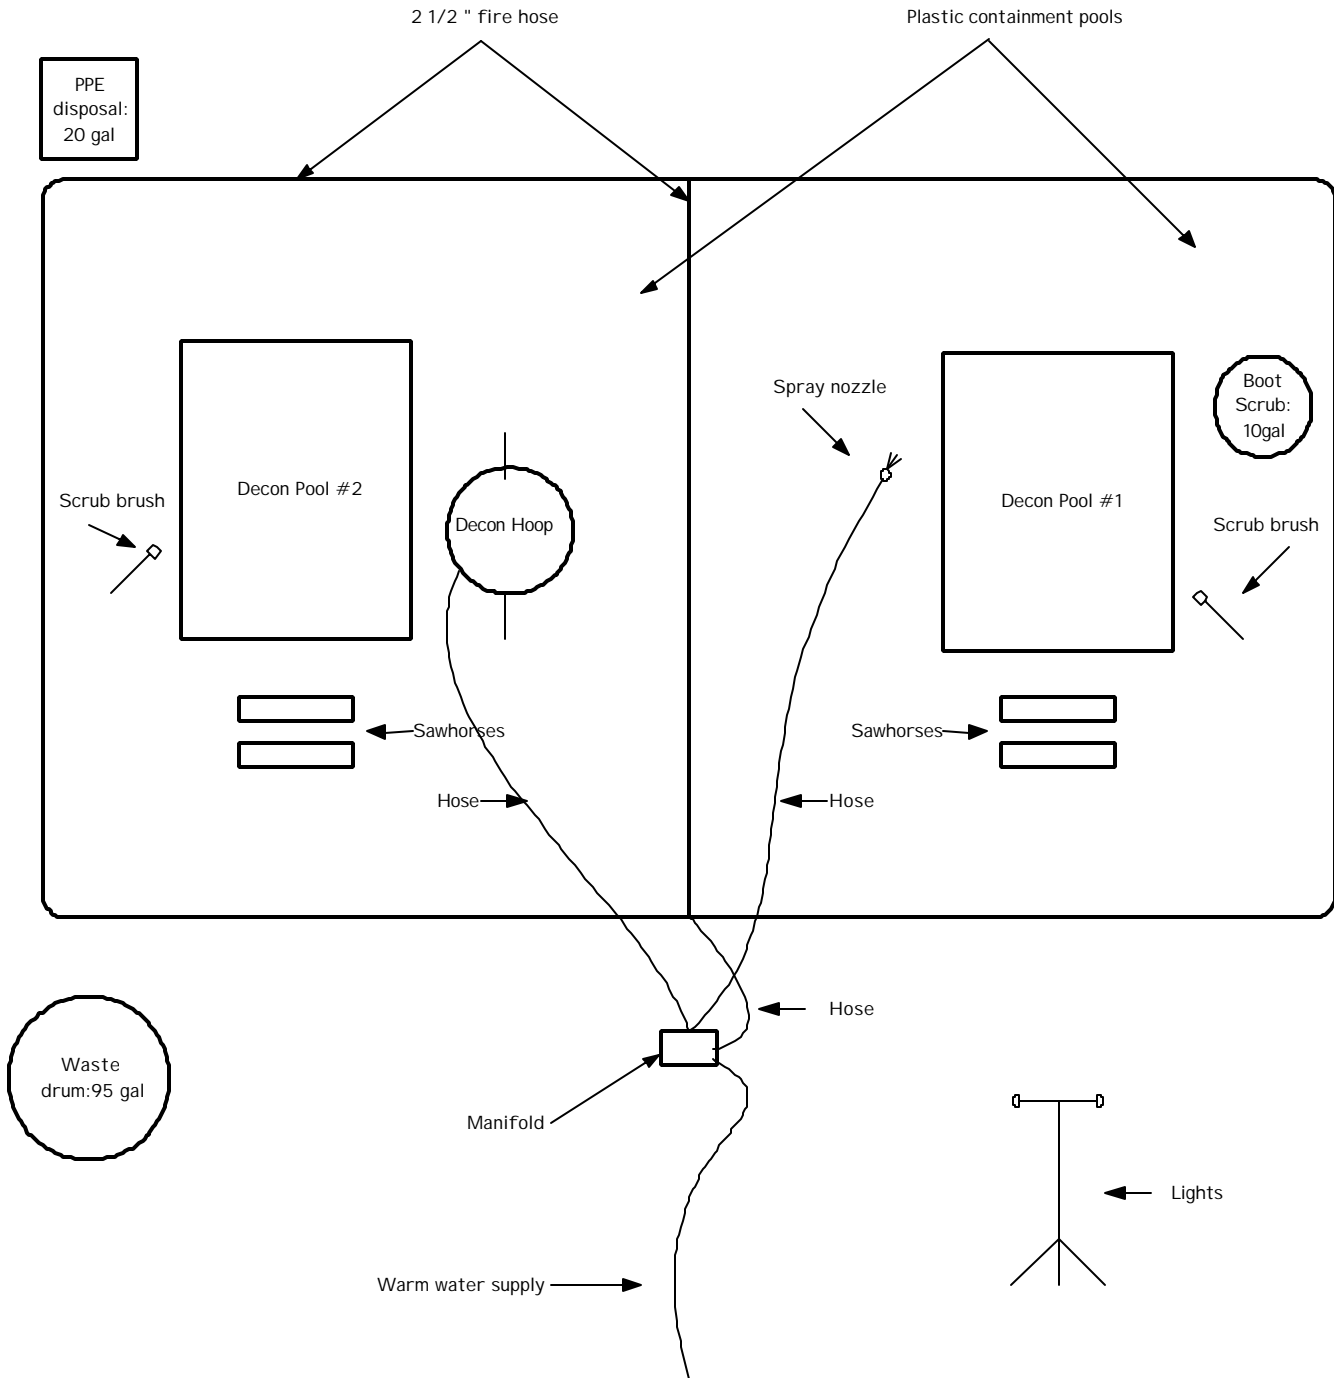 2 1/2 " fire hose
Plastic containment pools
PPE
disposal:
20 gal
Spray nozzle
Boot
Scrub:
10gal
Decon Pool #2
Decon Pool #1
Scrub brush
Decon Hoop
Scrub brush
Sawhorses
Sawhorses
Hose
Hose
Hose
Waste
drum:95 gal
Manifold
Lights
Warm water supply